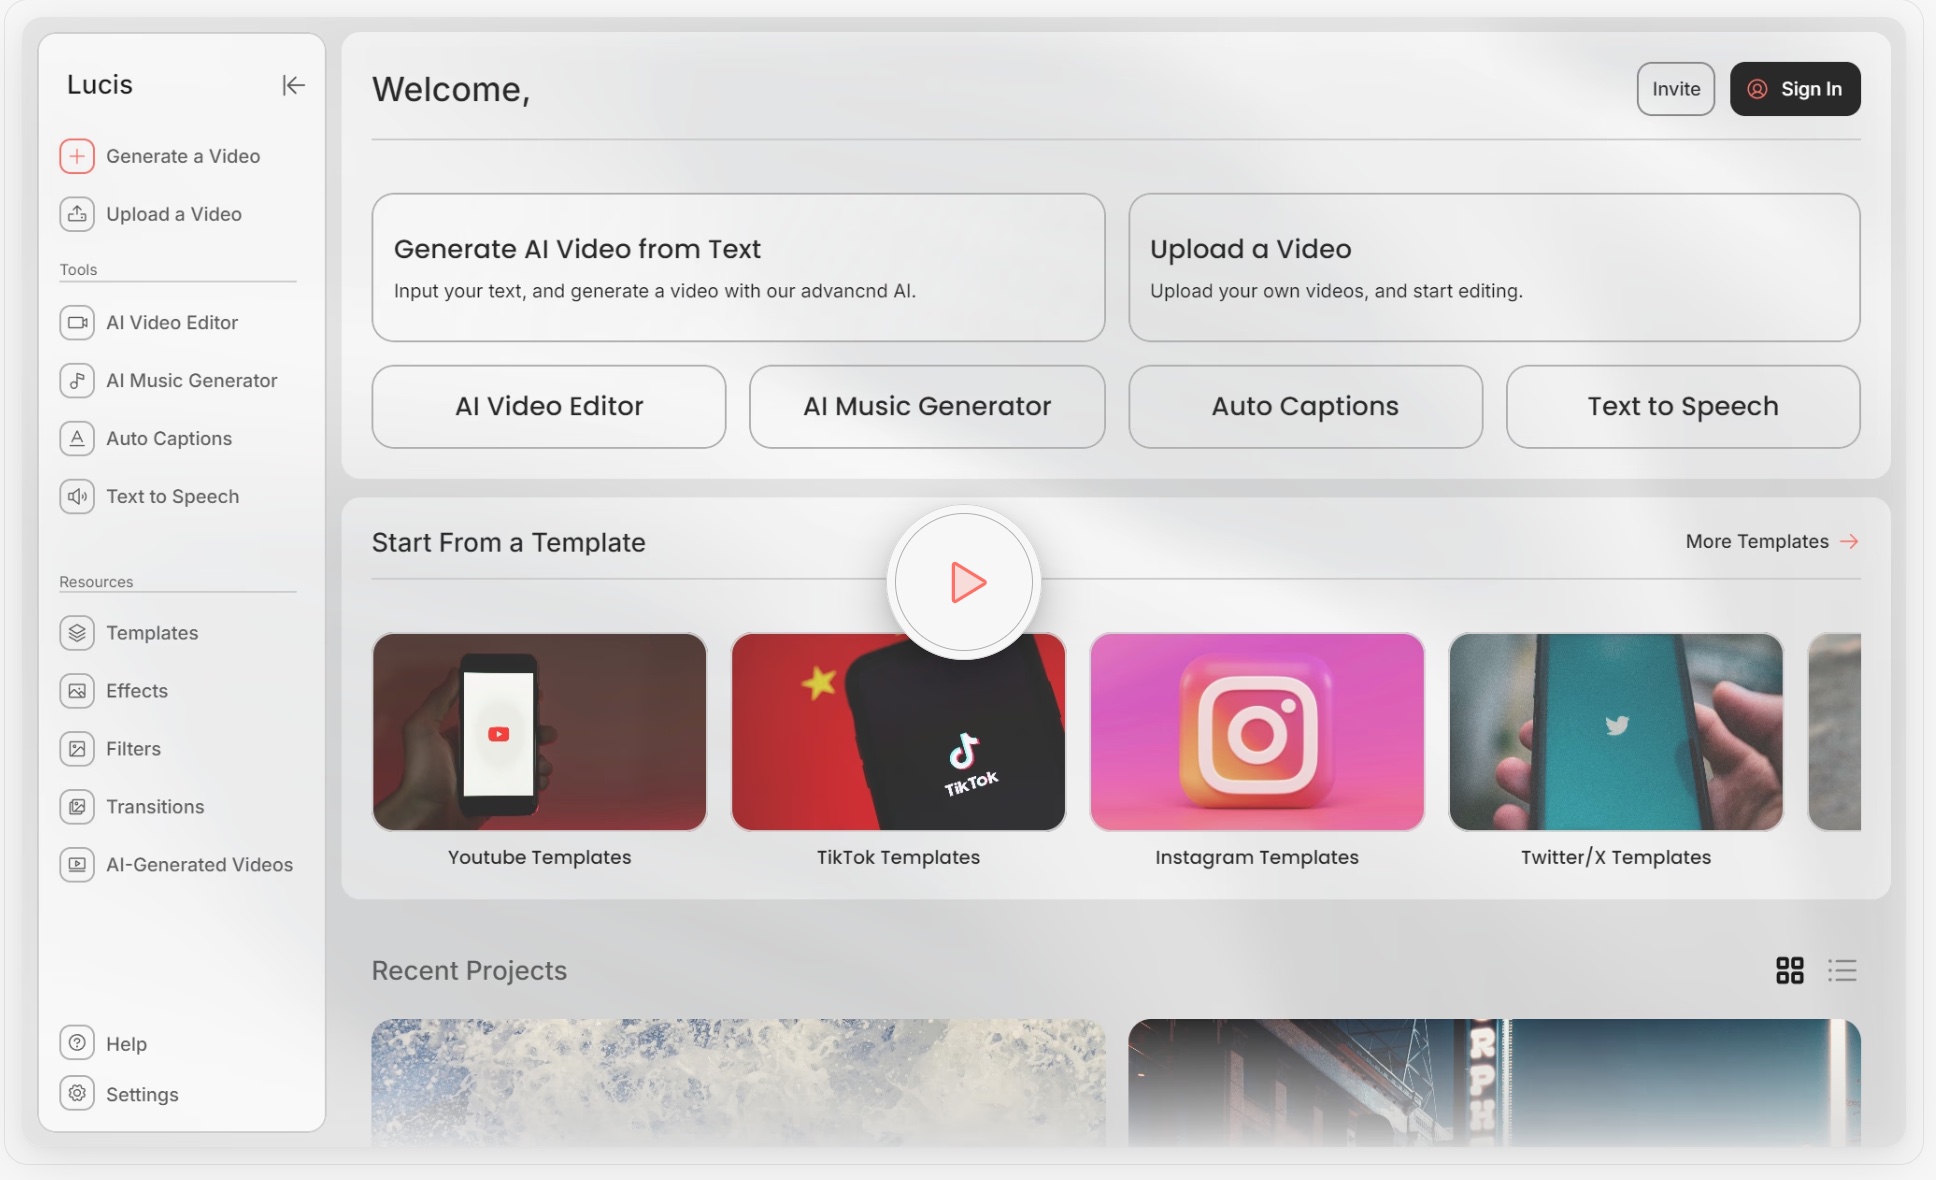 Lucis
Generate a Video
Upload a Video
Tools
AI Video Editor
AI Music Generator
Auto Captions
Text to Speech
Resources
Templates
Effects
Filters
Transitions
AI-Generated Videos
Help
Settings
Welcome,
Invite
Sign In
Generate AI Video from Text
Input your text, and generate a video with our advancnd AI.
Upload a Video
Upload your own videos, and start editing.
AI Video Editor
AI Music Generator
Auto Captions
Text to Speech
Start From a Template
More Templates
TikTok
Youtube Templates
TikTok Templates
Instagram Templates
Twitter/X Templates
Recent Projects
RPH